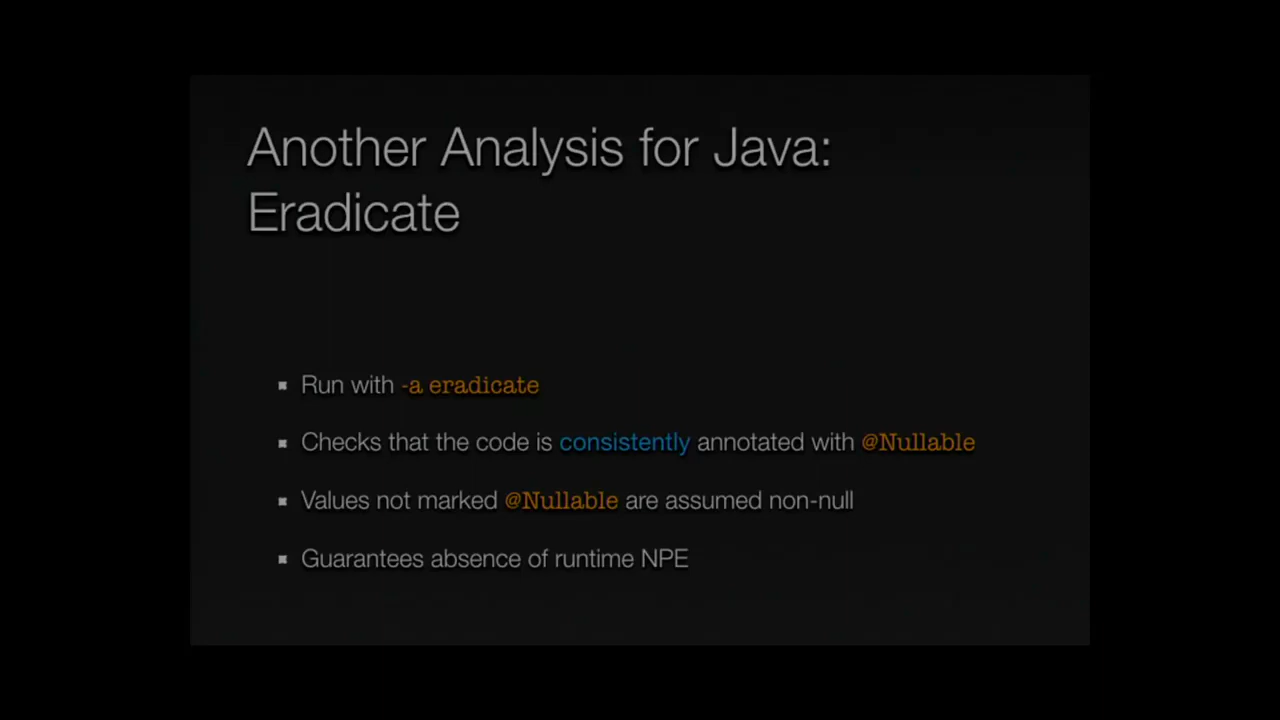 Another Analysis for Java:
Eradicate
Run with -a eradicate
Checks that the code is consistently annotated with @Nullable
Values not marked @Nullable are assumed non-null
Guarantees absence of runtime NPE